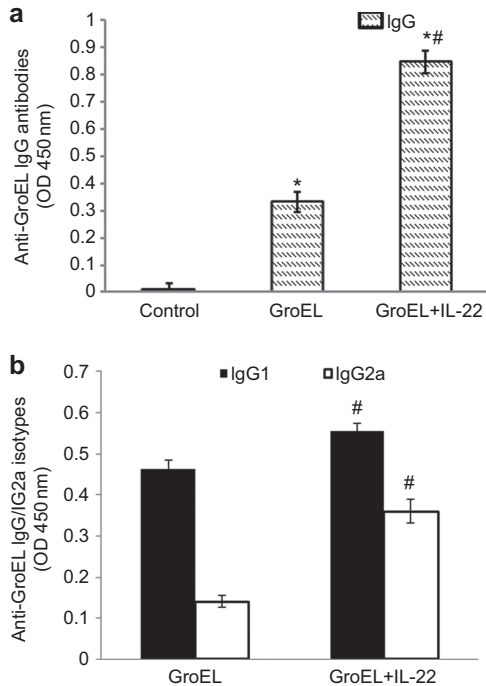 a
IgG
Anti-GroEL IgG antibodies
(OD 450 nm)
1
0.9
0.8
0.7
0.6
0.5
0.4
0.3
0.2
0.1
0
*
*#
Control
GroEL
GroEL+IL-22
b
IgG1
IgG2a
Anti-GroEL IgG/IG2a isotypes
(OD 450 nm)
0.7
0.6
0.5
0.4
0.3
0.2
0.1
0
#
#
GroEL
GroEL+IL-22